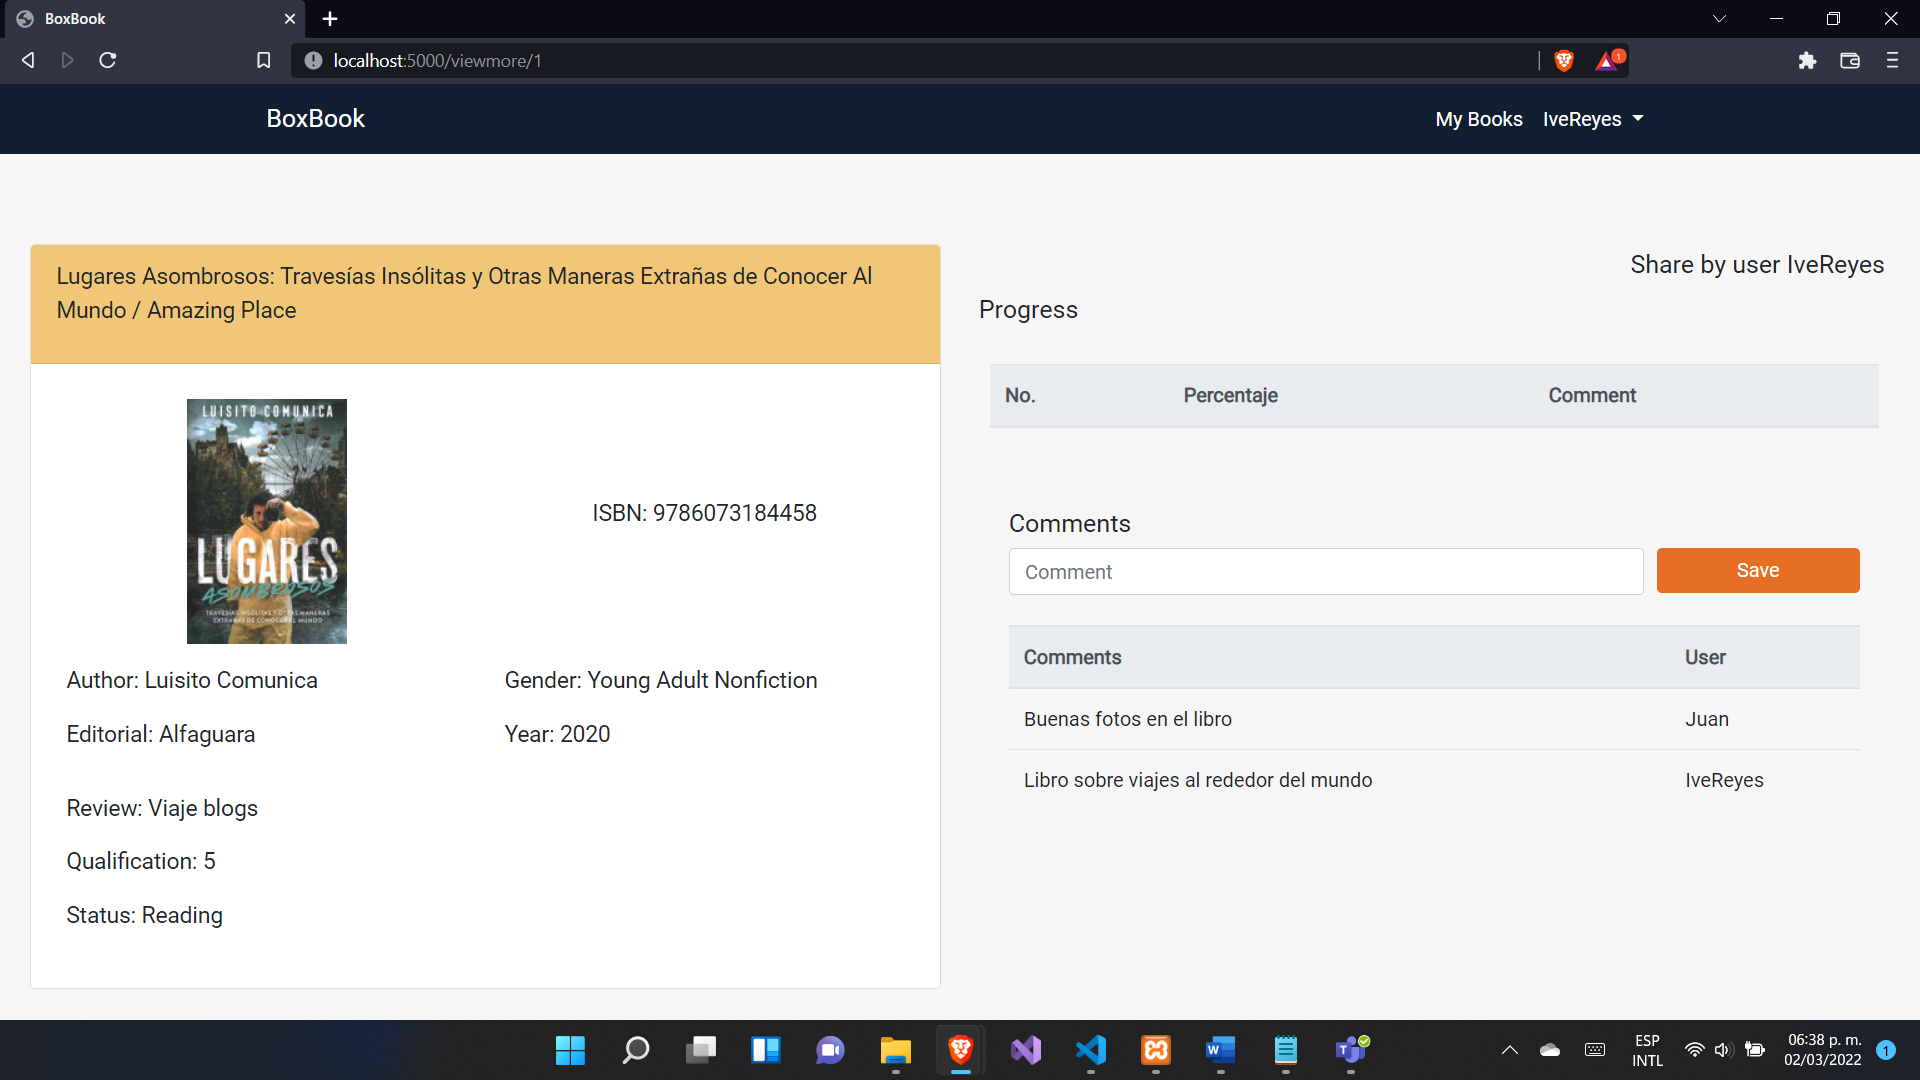 BoxBook
localhost:5000/viewmore/1
1
BoxBook
My Books
IveReyes
Lugares Asombrosos: Travesías Insólitas y Otras Maneras Extrañas de Conocer Al
Mundo / Amazing Place
LUISITO COMUNICA
LUGARES
ASOMBROSOS
TRAVESÍAS INSÓLITAS Y OTRAS MANERAS
EXTRAÑAS DE CONOCER EL MUNDO
ISBN: 9786073184458
Author: Luisito Comunica
Gender: Young Adult Nonfiction
Editorial: Alfaguara
Year: 2020
Review: Viaje blogs
Qualification: 5
Status: Reading
Share by user IveReyes
Progress
No. Percentaje Comment
Comments
Comment
Save
Comments User
Buenas fotos en el libro Juan
Libro sobre viajes al rededor del mundo IveReyes
ESP
INTL
06:38 p. m.
02/03/2022
1